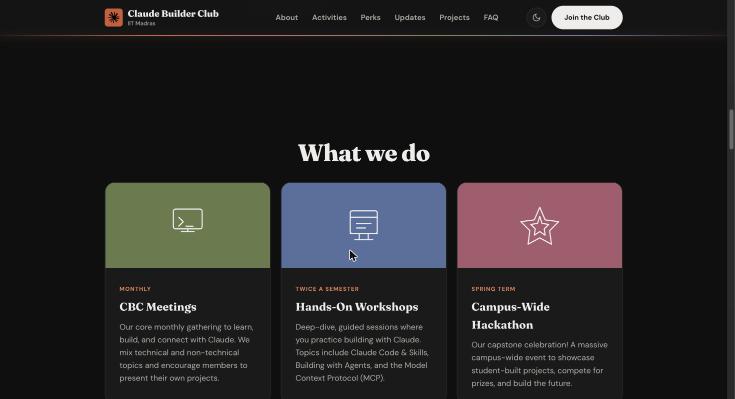 Claude Builder Club
IIT Madras
About Activities Perks Updates Projects FAQ
Join the Club
What we do
MONTHLY
CBC Meetings
Our core monthly gathering to learn,
build, and connect with Claude. We
mix technical and non-technical
topics and encourage members to
present their own projects.
TWICE A SEMESTER
Hands-On Workshops
Deep-dive, guided sessions where
you practice building with Claude.
Topics include Claude Code & Skills,
Building with Agents, and the Model
Context Protocol (MCP).
SPRING TERM
Campus-Wide
Hackathon
Our capstone celebration! A massive
campus-wide event to showcase
student-built projects, compete for
prizes, and build the future.